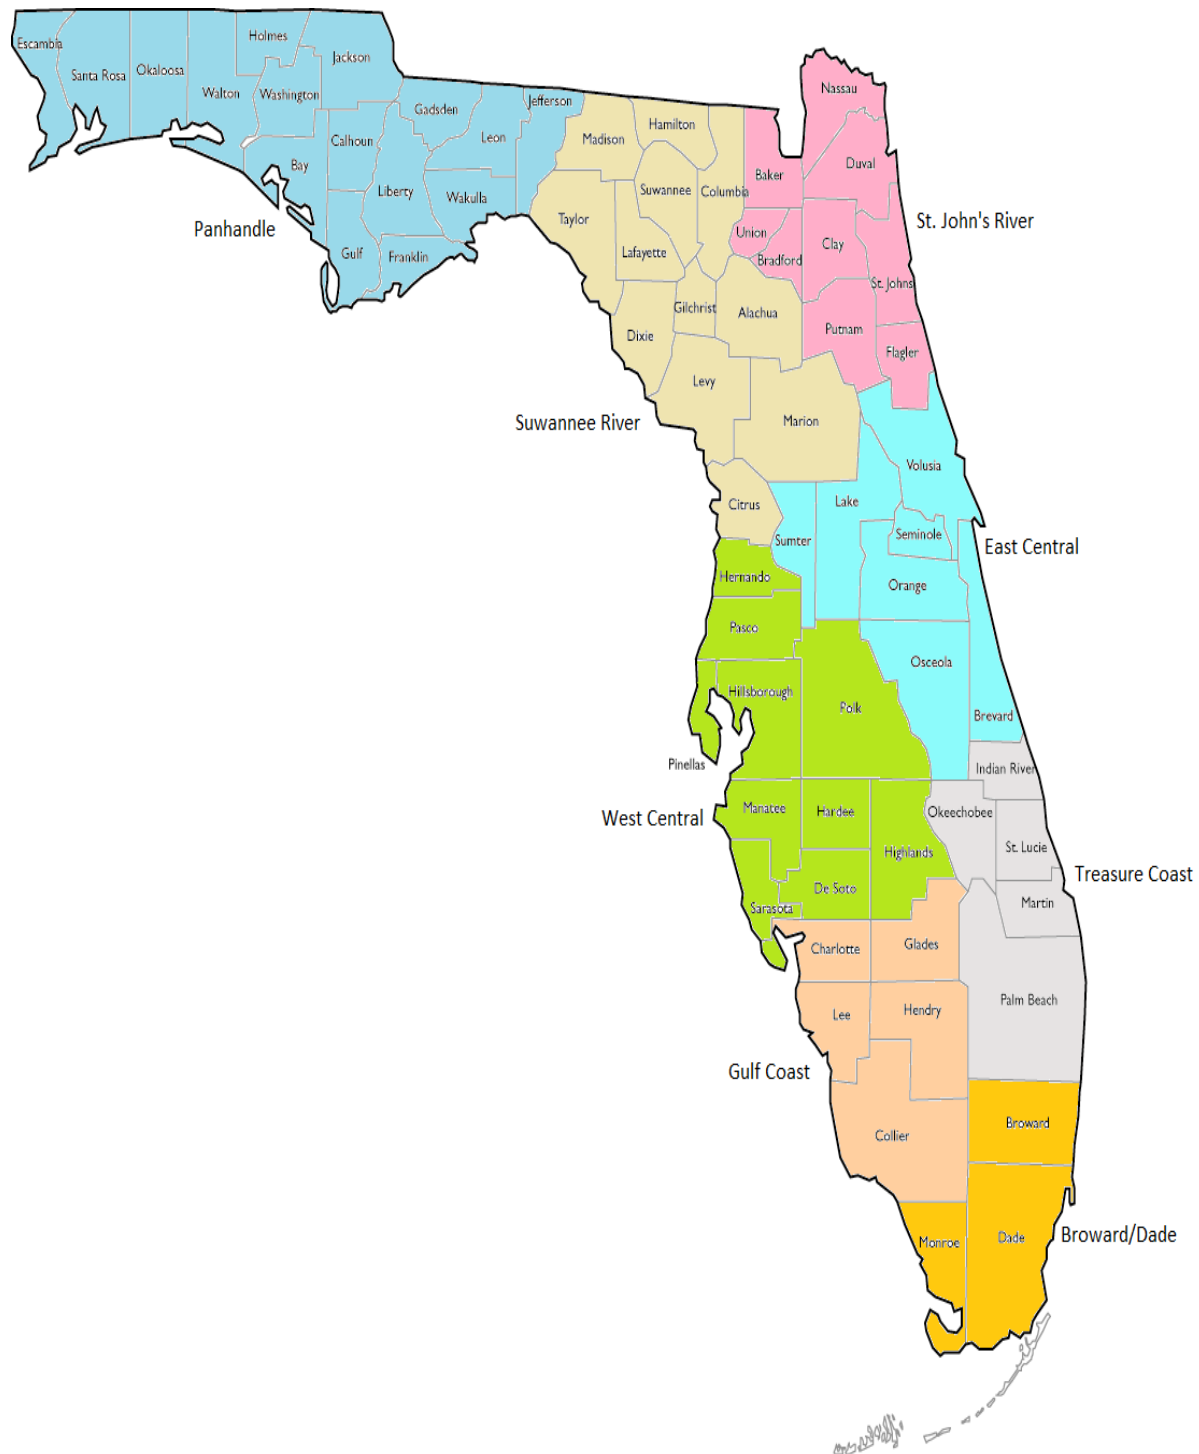 Holmes
Escambia
Jackson
Okaloosa
Santa Rosa
Walton
Washington
Nassau
Jefferson
Gadsden
Hamilton
Leon
Madison
Calhoun
Duval
Bay
Baker
Liberty
Suwannee
Columbia
Wakulla
Taylor
St. John's River
Panhandle
Union
Clay
Lafayette
Gulf
Franklin
Bradford
St. Johns
Gilchrist
Alachua
Putnam
Dixie
Flagler
Levy
Suwannee River
Marion
Volusia
Citrus
Lake
Seminole
Sumter
East Central
Hernando
Orange
Pasco
Osceola
Hillsborough
Polk
Brevard
Pinellas
Indian River
West Central
Manatee
Hardee
Okeechobee
St. Lucie
Highlands
Treasure Coast
De Soto
Sarasota
Martin
Charlotte
Glades
Palm Beach
Lee
Hendry
Gulf Coast
Broward
Collier
Monroe
Dade
Broward/Dade